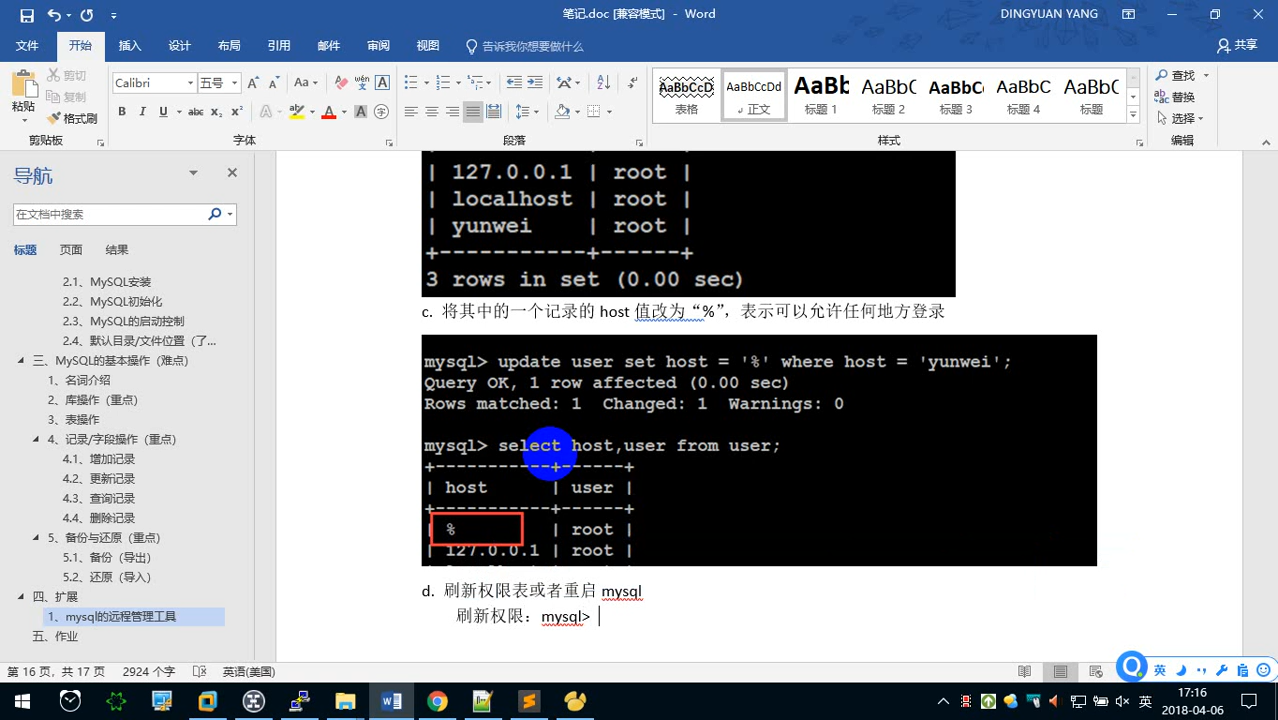 笔记.doc [兼容模式] - Word
DINGYUAN YANG
文件 开始 插入 设计 布局 引用 邮件 审阅 视图 告诉我你想要做什么 共享
粘贴 剪切 复制 格式刷
Calibri 五号
表格 正文 标题 1 标题 2 标题 3 标题 4 标题
查找 替换 选择
剪贴板 字体 段落 样式 编辑
导航
在文档中搜索
标题 页面 结果
2.1、MySQL安装
2.2、MySQL初始化
2.3、MySQL的启动控制
2.4、默认目录/文件位置（了...
三、MySQL的基本操作（难点）
1、名词介绍
2、库操作（重点）
3、表操作
4、记录/字段操作（重点）
4.1、增加记录
4.2、更新记录
4.3、查询记录
4.4、删除记录
5、备份与还原（重点）
5.1、备份（导出）
5.2、还原（导入）
四、扩展
1、mysql的远程管理工具
五、作业
| 127.0.0.1 | root |
| localhost | root |
| yunwei | root |
+-----------+------+
3 rows in set (0.00 sec)
c. 将其中的一个记录的 host 值改为“%”，表示可以允许任何地方登录
mysql> update user set host = '%' where host = 'yunwei';
Query OK, 1 row affected (0.00 sec)
Rows matched: 1 Changed: 1 Warnings: 0
mysql> select host,user from user;
+-----------+------+
| host | user |
+-----------+------+
| % | root |
| 127.0.0.1 | root |
d. 刷新权限表或者重启 mysql
刷新权限：mysql>
第 16 页，共 17 页 2924 个字 英语(美国)
英
英 17:16
2018-04-06